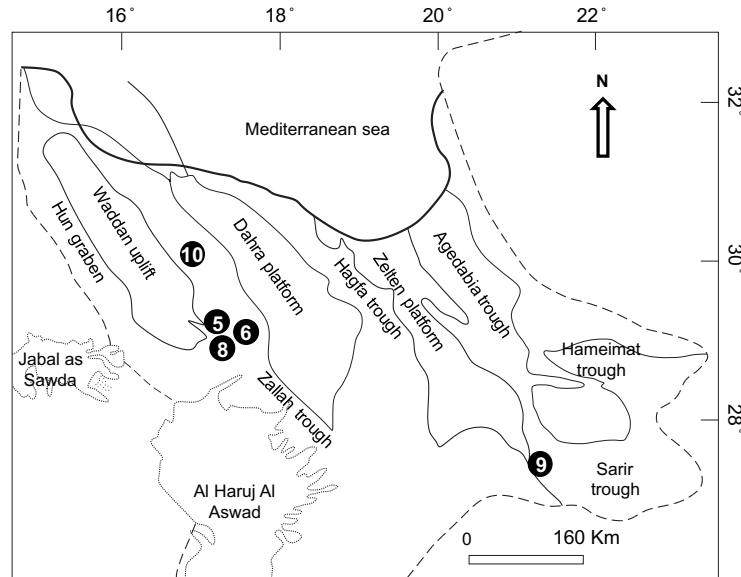 16°
18°
20°
22°
32°
N
Mediterranean sea
Hun graben
Waddan uplift
10
Dahra platform
Hagfa trough
Zelten platform
Agedabia trough
30°
5
6
8
Jabal as
Sawda
Zallah trough
Hameimat
trough
28°
9
Al Haruj Al
Aswad
Sarir
trough
0
160 Km